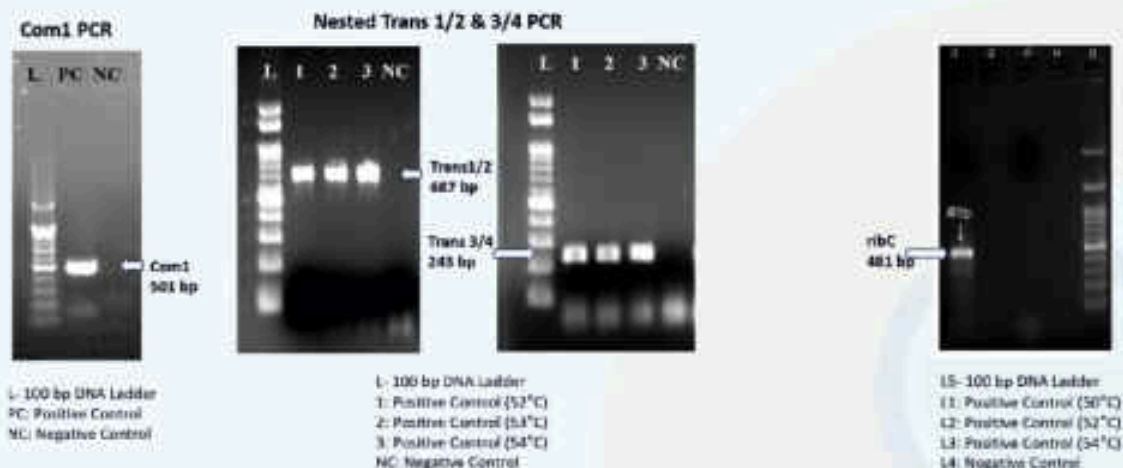 Com1 PCR
L PC NC
Com1
501 bp
L- 100 bp DNA Ladder
PC: Positive Control
NC: Negative Control
Nested Trans 1/2 & 3/4 PCR
L 1 2 3 NC
Trans1/2
687 bp
L 1 2 3 NC
Trans 3/4
243 bp
L- 100 bp DNA Ladder
1: Positive Control (52°C)
2: Positive Control (53°C)
3: Positive Control (54°C)
NC: Negative Control
ribC
481 bp
L5- 100 bp DNA Ladder
L1: Positive Control (50°C)
L2: Positive Control (52°C)
L3: Positive Control (54°C)
L4: Negative Control